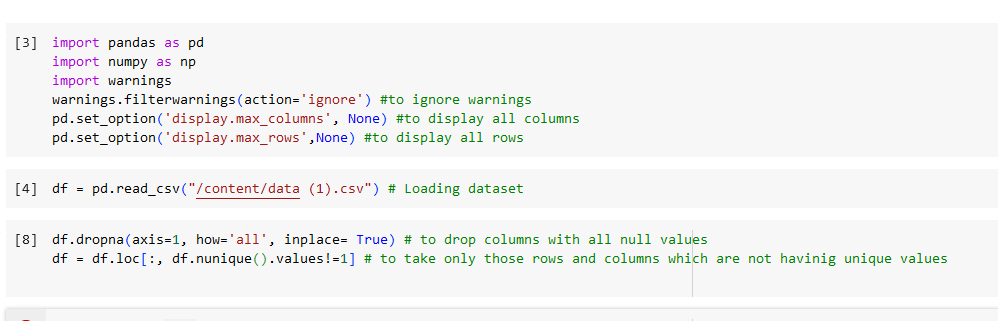 [3] import pandas as pd
import numpy as np
import warnings
warnings.filterwarnings(action='ignore') #to ignore warnings
pd.set_option('display.max_columns', None) #to display all columns
pd.set_option('display.max_rows',None) #to display all rows
[4] df = pd.read_csv("/content/data (1).csv") # Loading dataset
[8] df.dropna(axis=1, how='all', inplace= True) # to drop columns with all null values
df = df.loc[:, df.nunique().values!=1] # to take only those rows and columns which are not havinig unique values